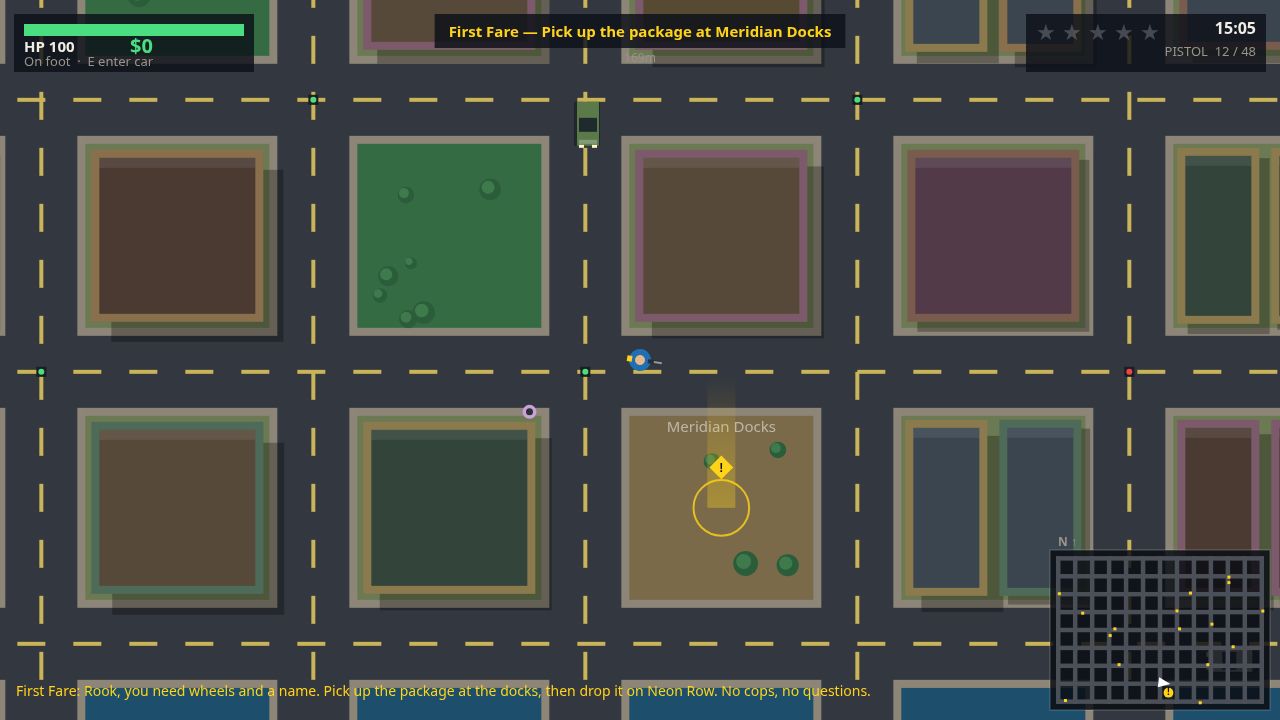 HP 100 $0
On foot · E enter car
First Fare — Pick up the package at Meridian Docks
169m
15:05
PISTOL 12 / 48
Meridian Docks
!
N ↑
!
First Fare: Rook, you need wheels and a name. Pick up the package at the docks, then drop it on Neon Row. No cops, no questions.